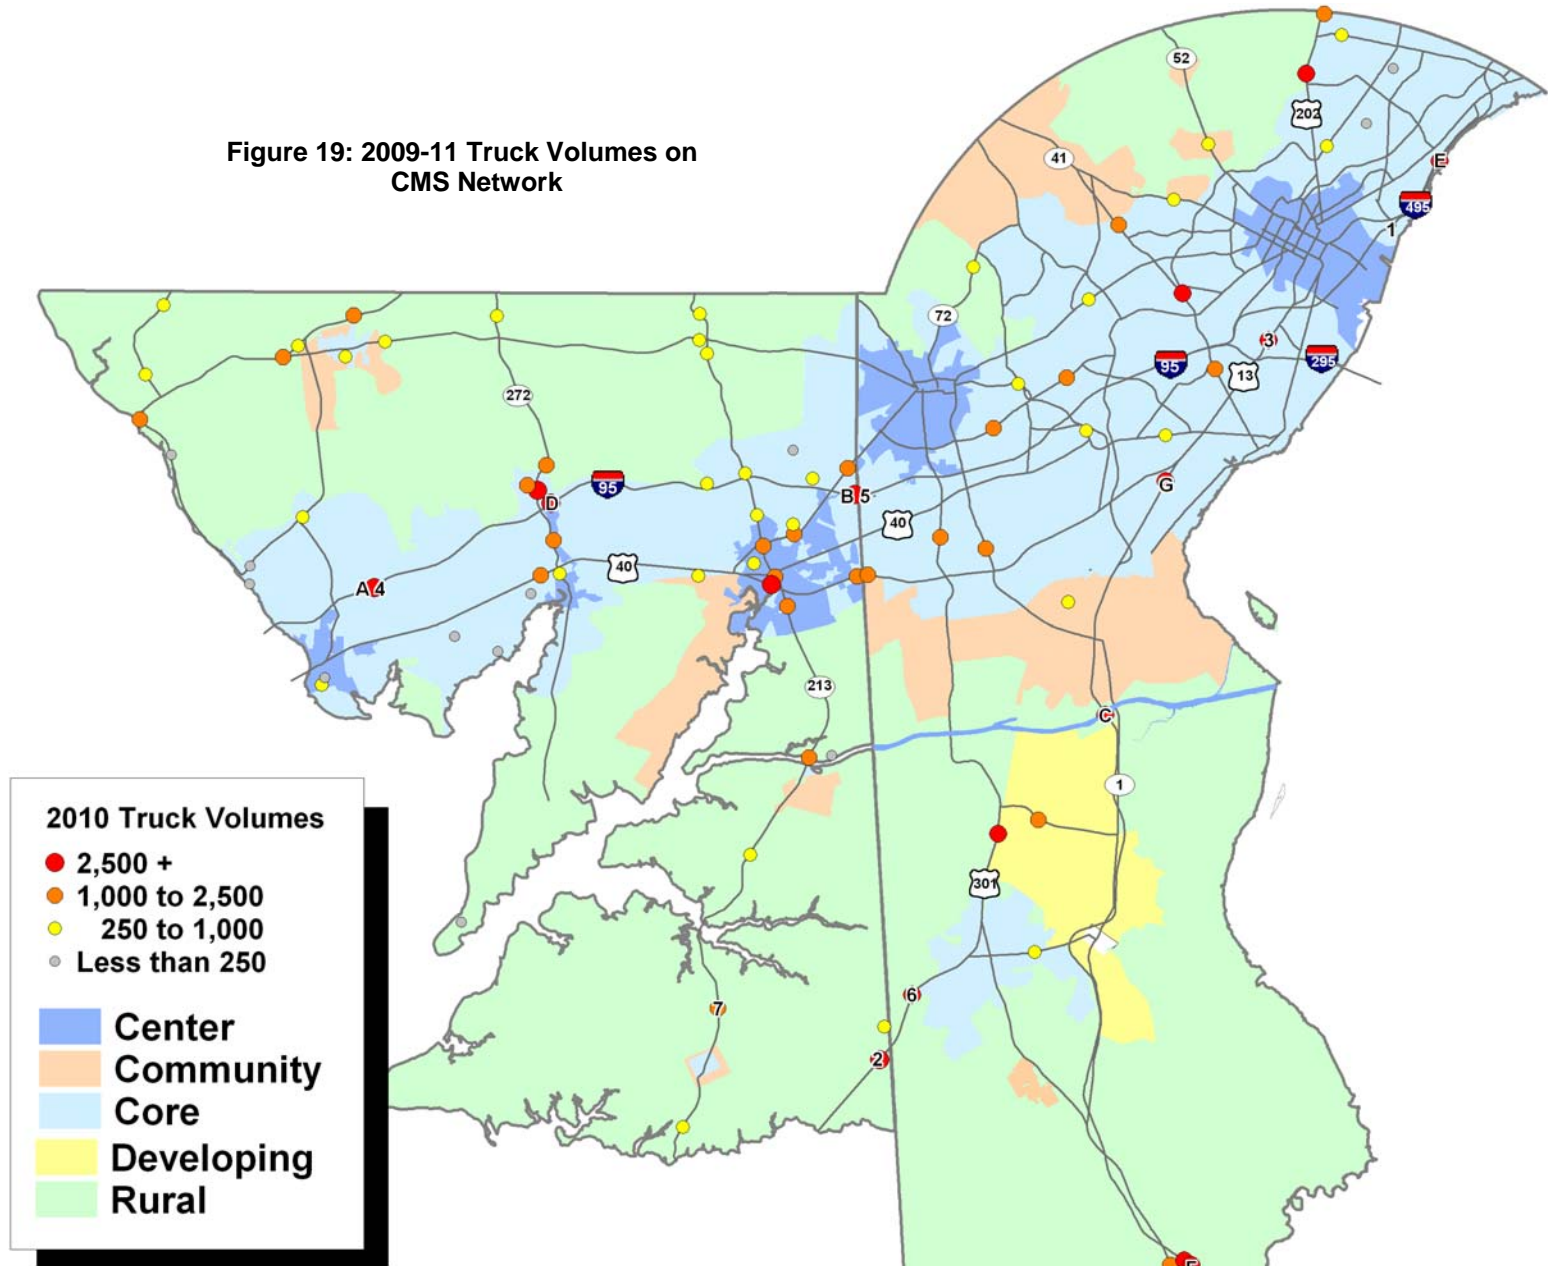 Figure 19: 2009-11 Truck Volumes on
CMS Network
52
202
41
E
495
1
72
3
95
295
13
272
95
D
B 5
G
40
40
A 4
213
C
1
301
6
7
2
F
2010 Truck Volumes
2,500 +
1,000 to 2,500
250 to 1,000
Less than 250
Center
Community
Core
Developing
Rural